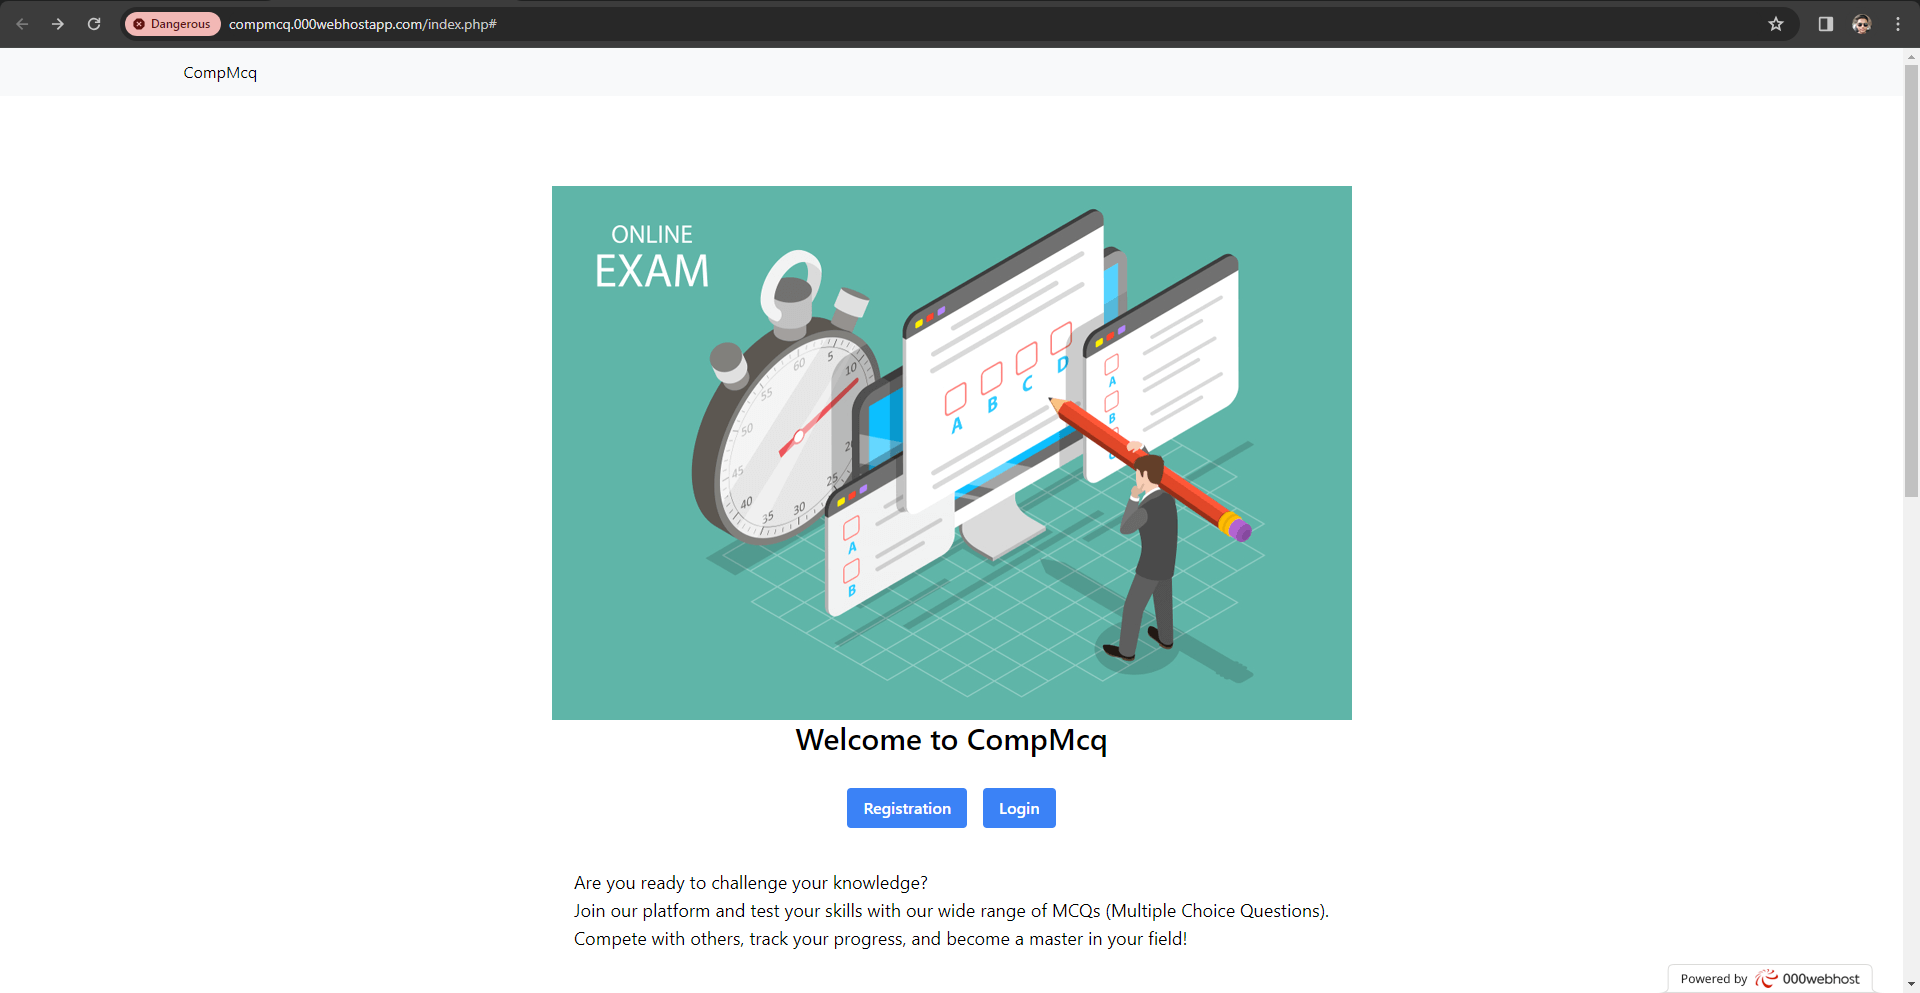 Dangerous compmcq.000webhostapp.com/index.php#
CompMcq
ONLINE
EXAM
60 5 10
55
50
45 20
40 35 30 25
A B C D
A
B
A
B
Welcome to CompMcq
Registration Login
Are you ready to challenge your knowledge?
Join our platform and test your skills with our wide range of MCQs (Multiple Choice Questions).
Compete with others, track your progress, and become a master in your field!
Powered by 000webhost